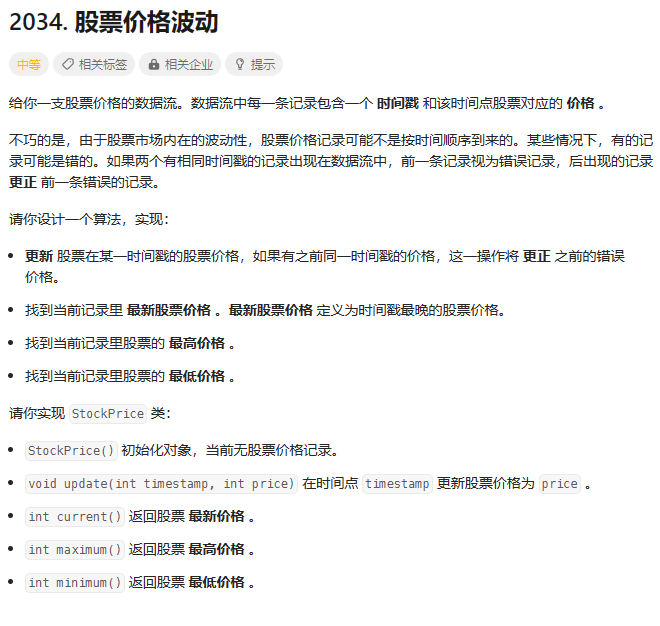 2034. 股票价格波动
中等 相关标签 相关企业 提示
给你一支股票价格的数据流。数据流中每一条记录包含一个 时间戳 和该时间点股票对应的 价格 。
不巧的是，由于股票市场内在的波动性，股票价格记录可能不是按时间顺序到来的。某些情况下，有的记
录可能是错的。如果两个有相同时间戳的记录出现在数据流中，前一条记录视为错误记录，后出现的记录
更正 前一条错误的记录。
请你设计一个算法，实现：
更新 股票在某一时间戳的股票价格，如果有之前同一时间戳的价格，这一操作将 更正 之前的错误
价格。
找到当前记录里 最新股票价格 。最新股票价格 定义为时间戳最晚的股票价格。
找到当前记录里股票的 最高价格 。
找到当前记录里股票的 最低价格 。
请你实现 StockPrice 类：
StockPrice() 初始化对象，当前无股票价格记录。
void update(int timestamp, int price) 在时间点 timestamp 更新股票价格为 price 。
int current() 返回股票 最新价格 。
int maximum() 返回股票 最高价格 。
int minimum() 返回股票 最低价格 。